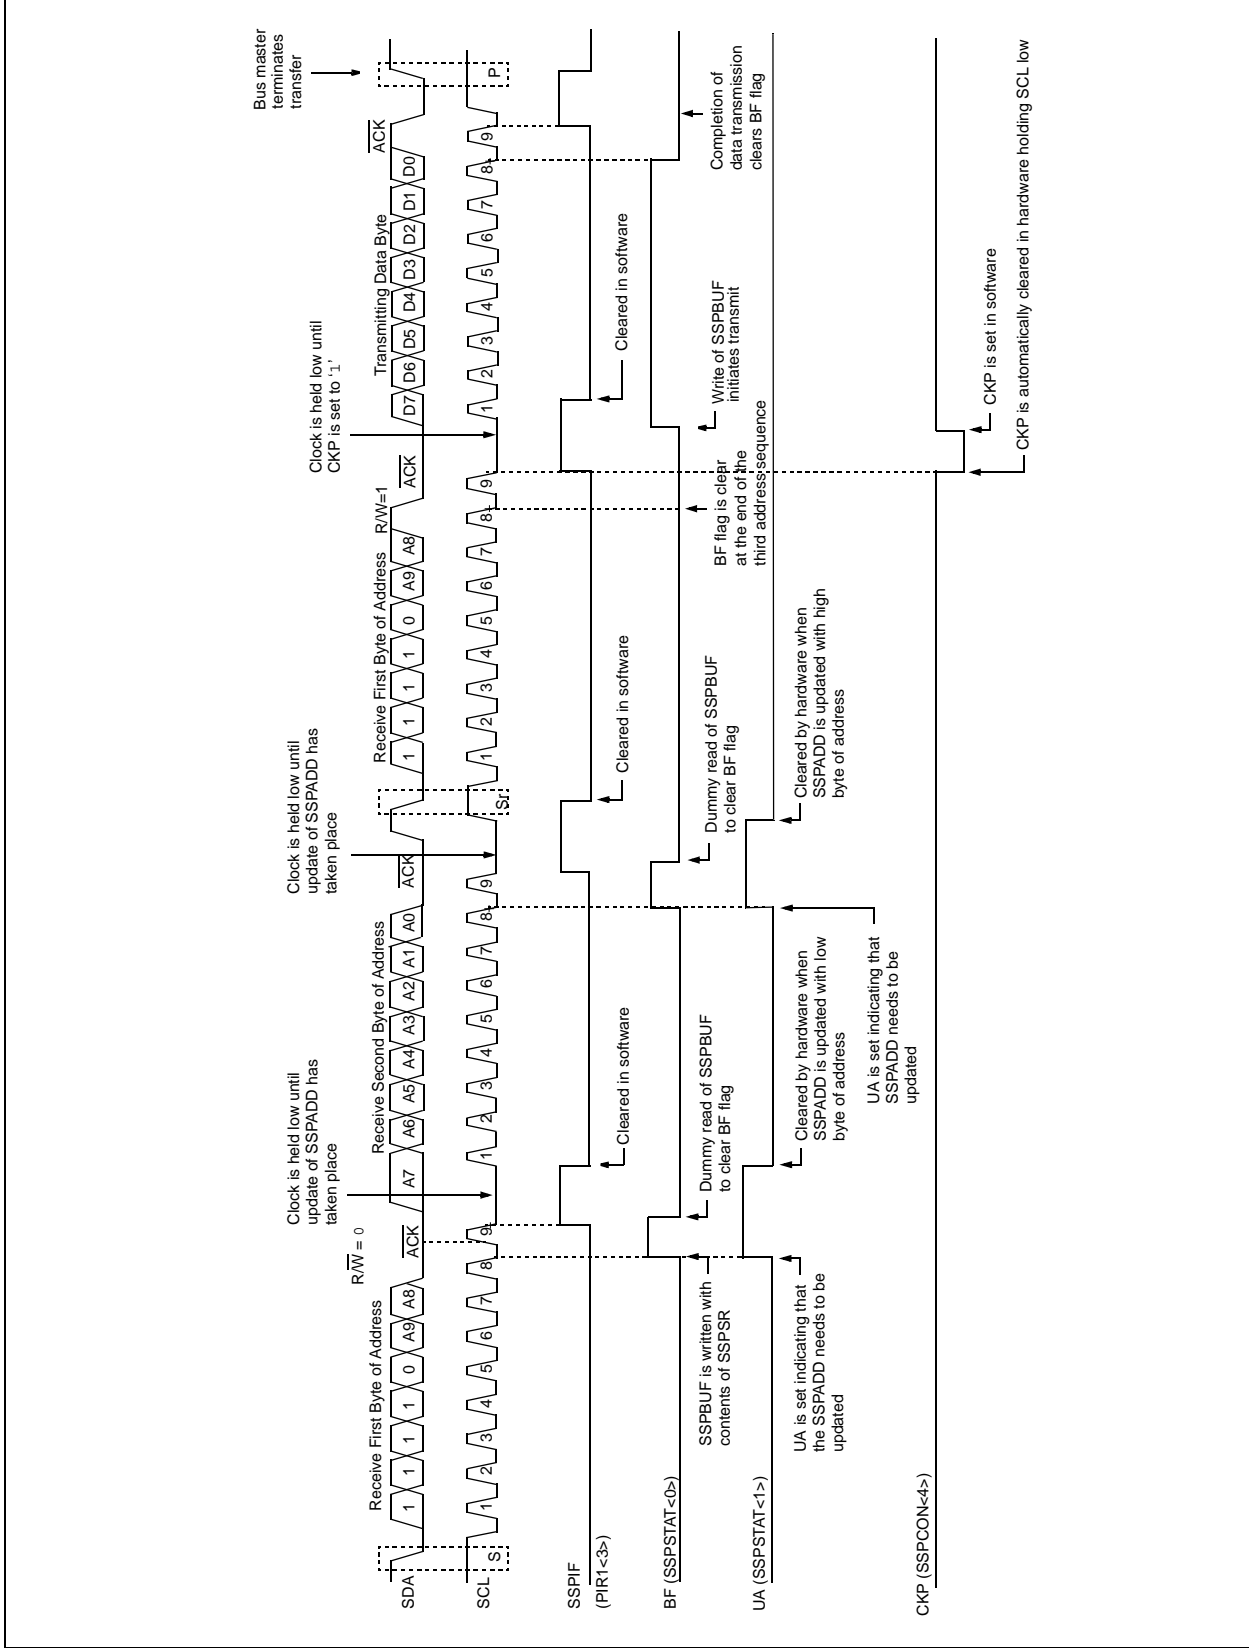 Bus master
terminates
transfer
Clock is held low until
update of SSPADD has
taken place
Clock is held low until
update of SSPADD has
taken place
Clock is held low until
CKP is set to ‘1’
R/W = 0
Receive First Byte of Address
ACK
Receive Second Byte of Address
ACK
Receive First Byte of Address
R/W=1
ACK
Transmitting Data Byte
ACK
SDA
1 1 1 1 0 A9 A8
A7 A6 A5 A4 A3 A2 A1 A0
1 1 1 1 0 A9 A8
D7 D6 D5 D4 D3 D2 D1 D0
SCL
S
1 2 3 4 5 6 7 8 9
1 2 3 4 5 6 7 8 9
Sr
1 2 3 4 5 6 7 8 9
1 2 3 4 5 6 7 8 9
P
SSPIF
(PIR1<3>)
Cleared in software
Cleared in software
Cleared in software
BF (SSPSTAT<0>)
SSPBUF is written with
contents of SSPSR
Dummy read of SSPBUF
to clear BF flag
Dummy read of SSPBUF
to clear BF flag
BF flag is clear
at the end of the
third address sequence
Write of SSPBUF
initiates transmit
Completion of
data transmission
clears BF flag
UA (SSPSTAT<1>)
UA is set indicating that
the SSPADD needs to be
updated
Cleared by hardware when
SSPADD is updated with low
byte of address
UA is set indicating that
SSPADD needs to be
updated
Cleared by hardware when
SSPADD is updated with high
byte of address
CKP (SSPCON<4>)
CKP is set in software
CKP is automatically cleared in hardware holding SCL low